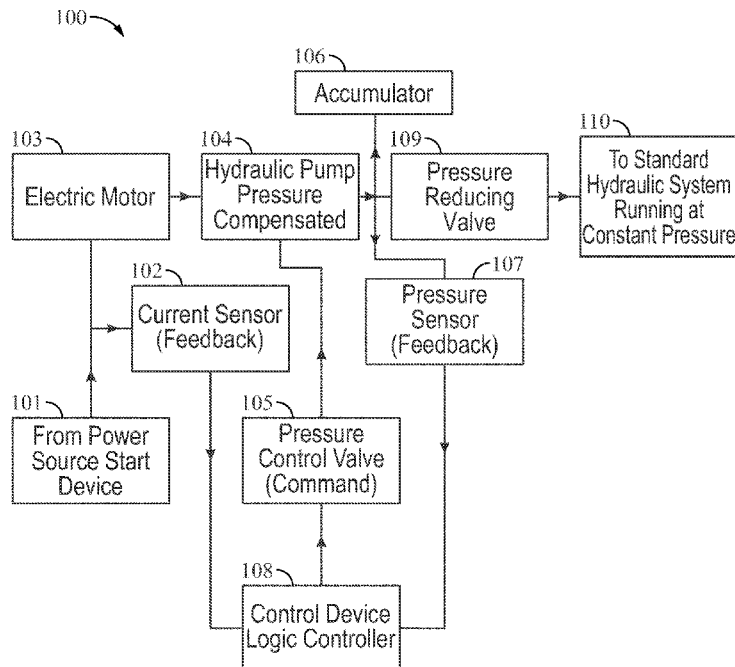 100
106
Accumulator
103
Electric Motor
104
Hydraulic Pump
Pressure
Compensated
109
Pressure
Reducing
Valve
110
To Standard
Hydraulic System
Running at
Constant Pressure
102
Current Sensor
(Feedback)
107
Pressure
Sensor
(Feedback)
101
From Power
Source Start
Device
105
Pressure
Control Valve
(Command)
108
Control Device
Logic Controller